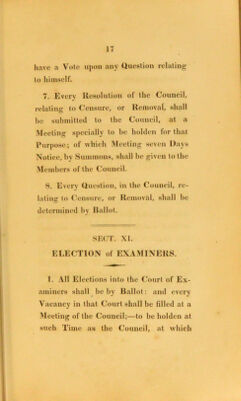 17
have a Vote upon any Question relating
to himself.
7. Every Resolution of the Council,
relating to Censure, or Removal, shall
be submitted to the Council, at a
Meeting specially to be holden for that
Purpose; of which Meeting seven Days
Notice, by Summons, shall be given to the
Members of the Council.
8. Every Question, in the Council, re-
lating to Censure, or Removal, shall be
determined by Ballot.
SECT. XI.
ELECTION of EXAMINERS.
1. All Elections into the Court of Ex-
aminers shall be by Ballot: and every
Vacancy in that Court shall be filled at a
Meeting of the Council;—to be holden at
such Time as the Council, at which